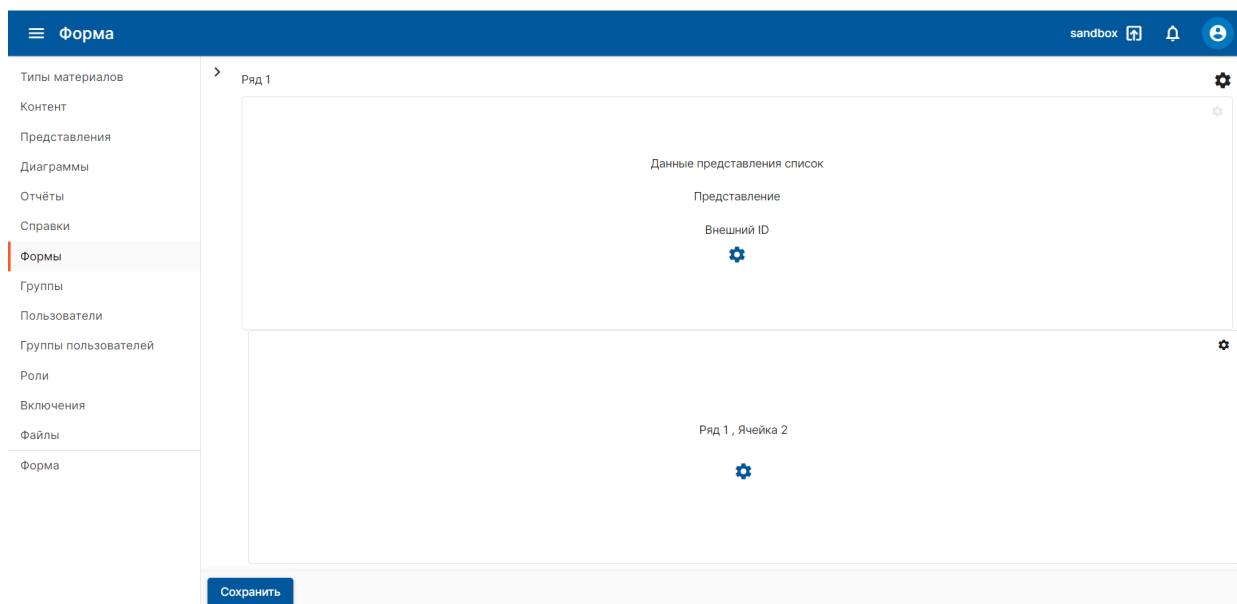 Форма
sandbox
Типы материалов
Контент
Представления
Диаграммы
Отчёты
Справки
Формы
Группы
Пользователи
Группы пользователей
Роли
Включения
Файлы
Форма
Ряд 1
Данные представления список
Представление
Внешний ID
Ряд 1 , Ячейка 2
Сохранить